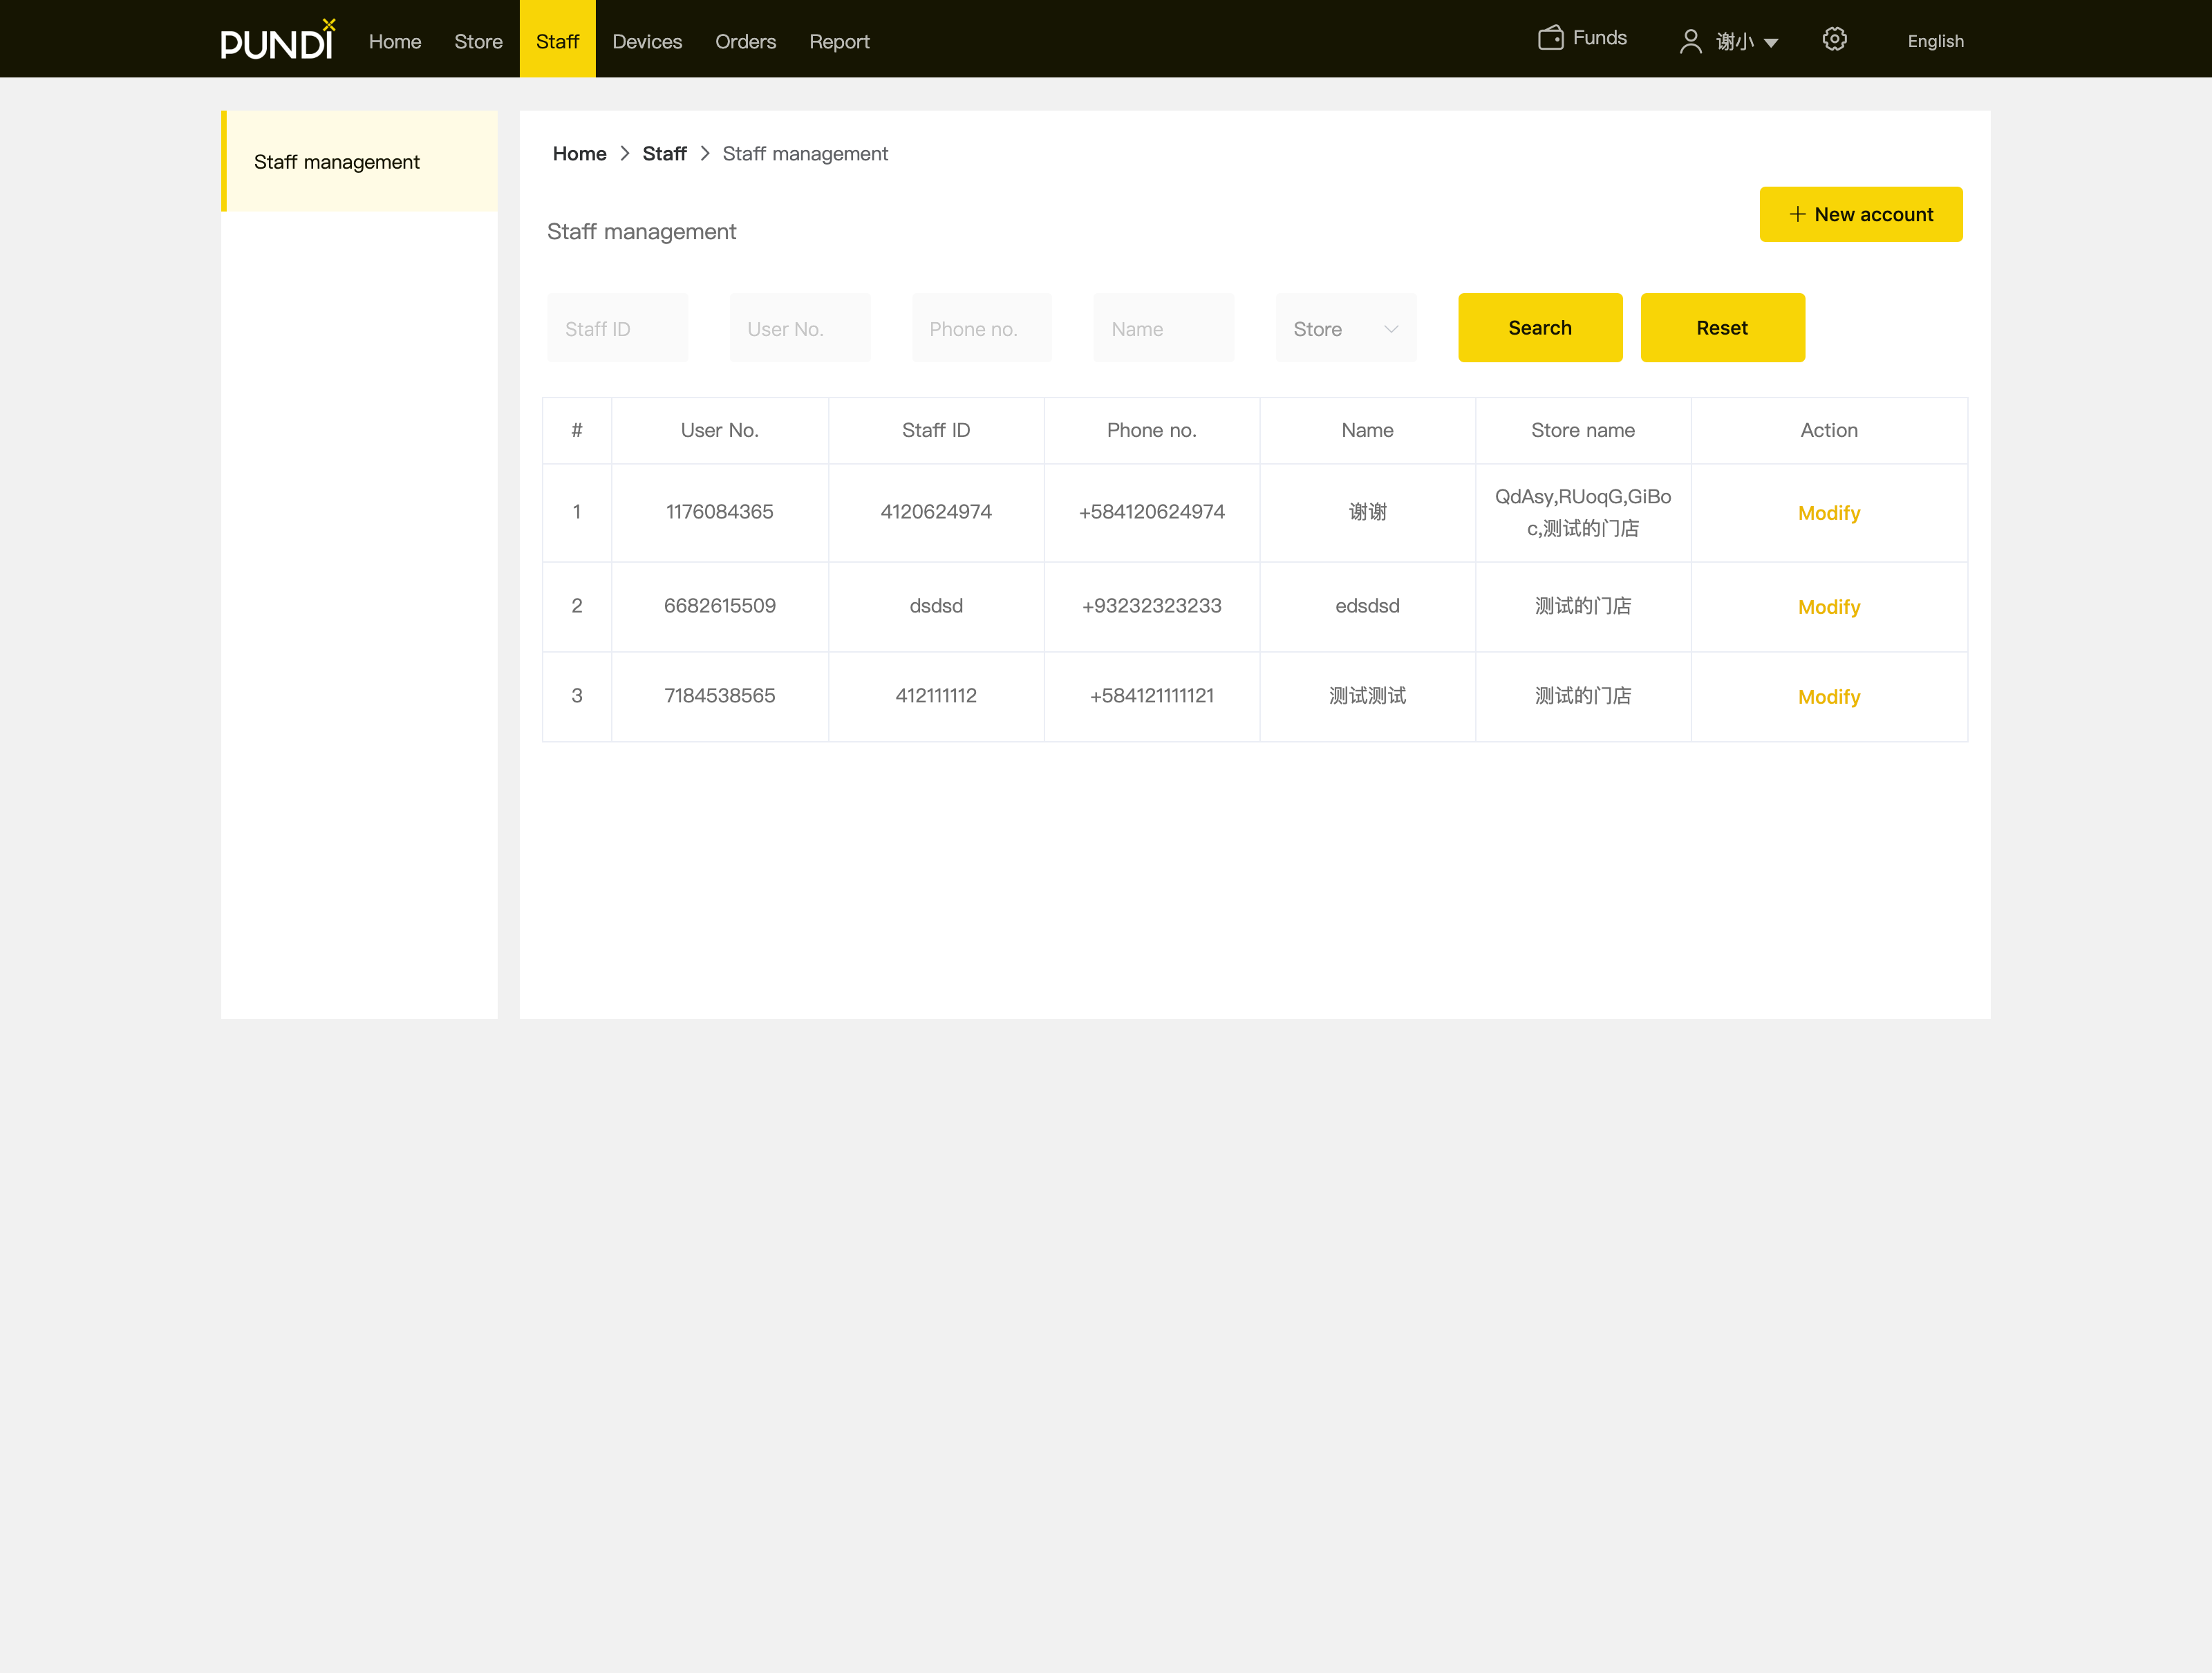 PUNDI Home Store Staff Devices Orders Report Funds 谢小 English
Staff management
Home > Staff > Staff management
+ New account
Staff management
Staff ID User No. Phone no. Name Store Search Reset
# User No. Staff ID Phone no. Name Store name Action
1 1176084365 4120624974 +584120624974 谢谢 QdAsy,RUoqG,GiBo Modify
c,测试的门店
2 6682615509 dsdsd +93232323233 edsdsd 测试的门店 Modify
3 7184538565 412111112 +584121111121 测试测试 测试的门店 Modify